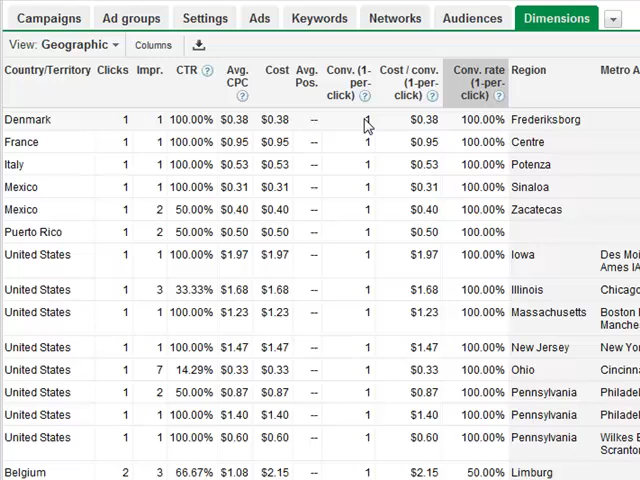 Campaigns Ad groups Settings Ads Keywords Networks Audiences Dimensions
View: Geographic Columns
Country/Territory Clicks Impr. CTR ? Avg. CPC ? Cost Avg. Pos. Conv. (1-per-click) ? Cost / conv. (1-per-click) ? Conv. rate (1-per-click) ? Region Metro A
Denmark 1 1 100.00% $0.38 $0.38 -- 1 $0.38 100.00% Frederiksborg
France 1 1 100.00% $0.95 $0.95 -- 1 $0.95 100.00% Centre
Italy 1 1 100.00% $0.53 $0.53 -- 1 $0.53 100.00% Potenza
Mexico 1 1 100.00% $0.31 $0.31 -- 1 $0.31 100.00% Sinaloa
Mexico 1 2 50.00% $0.40 $0.40 -- 1 $0.40 100.00% Zacatecas
Puerto Rico 1 2 50.00% $0.50 $0.50 -- 1 $0.50 100.00%
United States 1 1 100.00% $1.97 $1.97 -- 1 $1.97 100.00% Iowa Des Moi
Ames IA
United States 1 3 33.33% $1.68 $1.68 -- 1 $1.68 100.00% Illinois Chicago
United States 1 1 100.00% $1.23 $1.23 -- 1 $1.23 100.00% Massachusetts Boston
Manche
United States 1 1 100.00% $1.47 $1.47 -- 1 $1.47 100.00% New Jersey New Yo
United States 1 7 14.29% $0.33 $0.33 -- 1 $0.33 100.00% Ohio Cincinna
United States 1 2 50.00% $0.87 $0.87 -- 1 $0.87 100.00% Pennsylvania Philadel
United States 1 1 100.00% $1.40 $1.40 -- 1 $1.40 100.00% Pennsylvania Philadel
United States 1 1 100.00% $0.60 $0.60 -- 1 $0.60 100.00% Pennsylvania Wilkes
Scranton
Belgium 2 3 66.67% $1.08 $2.15 -- 1 $2.15 50.00% Limburg